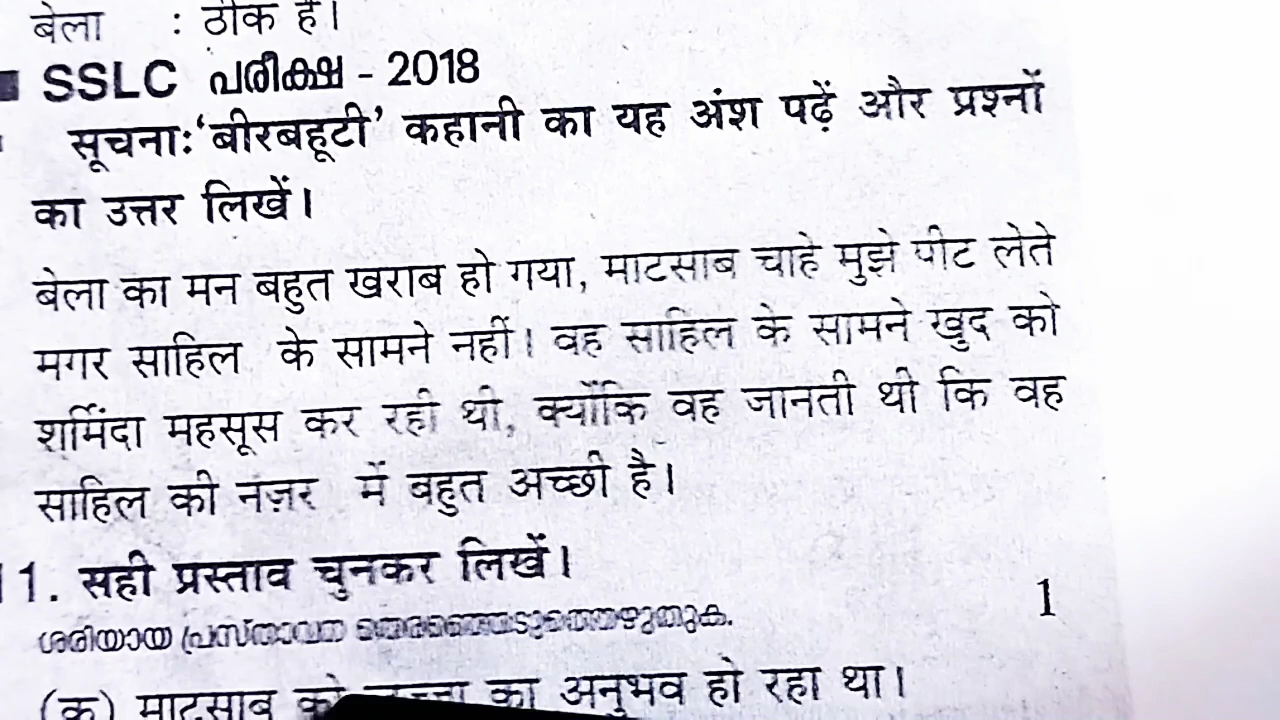 बेला : ठीक है।
SSLC പരീക്ഷ - 2018
सूचनाः 'बीरबहूटी' कहानी का यह अंश पढ़ें और प्रश्नों
का उत्तर लिखें।
बेला का मन बहुत खराब हो गया, माटसाब चाहे मुझे पीट लेते
मगर साहिल के सामने नहीं। वह साहिल के सामने खुद को
शर्मिंदा महसूस कर रही थी, क्योंकि वह जानती थी कि वह
साहिल की नज़र में बहुत अच्छी है।
1. सही प्रस्ताव चुनकर लिखें।
1
ശരിയായ പ്രസ്താവന
(क) माटसाब को का अनुभव हो रहा था।